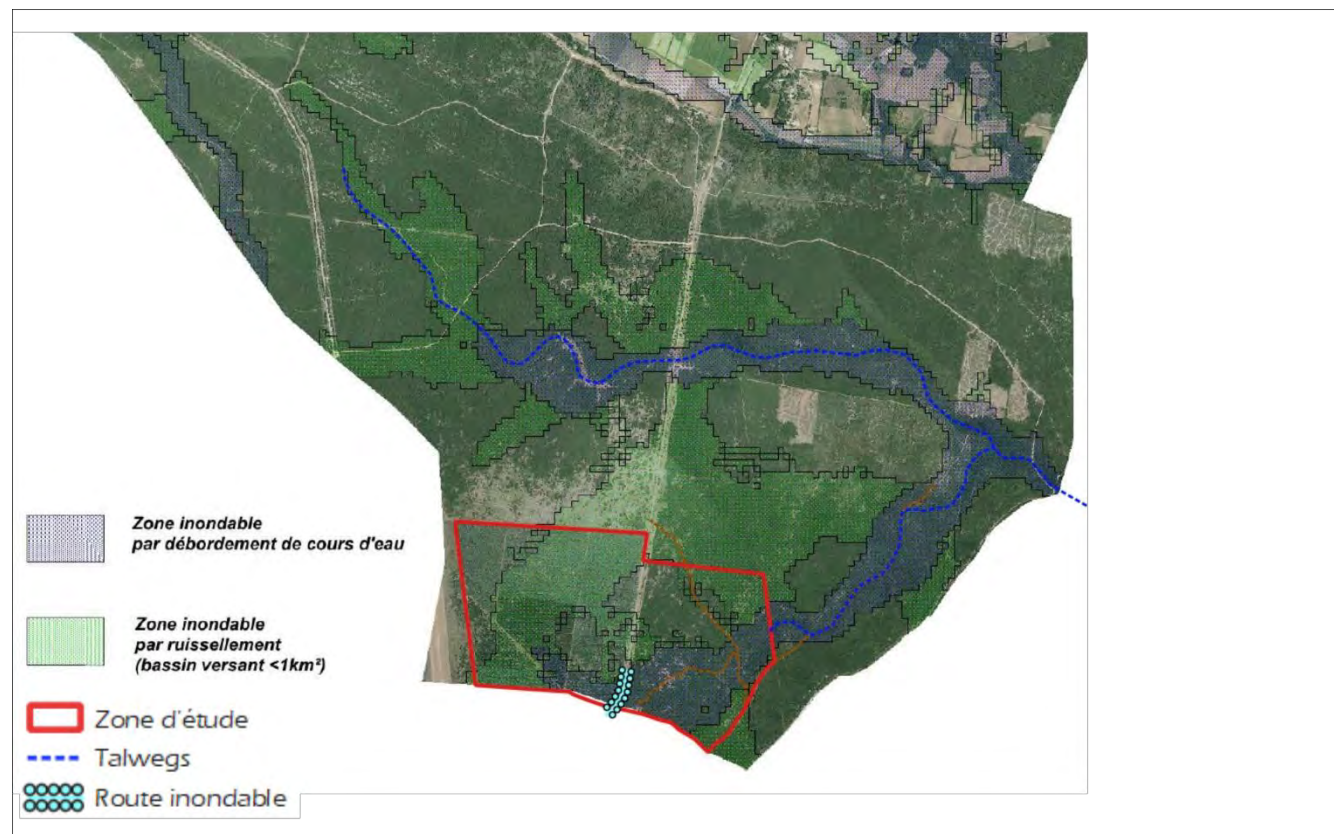 Zone inondable
par débordement de cours d'eau
Zone inondable
par ruissellement
(bassin versant <1km²)
Zone d'étude
Talwegs
Route inondable